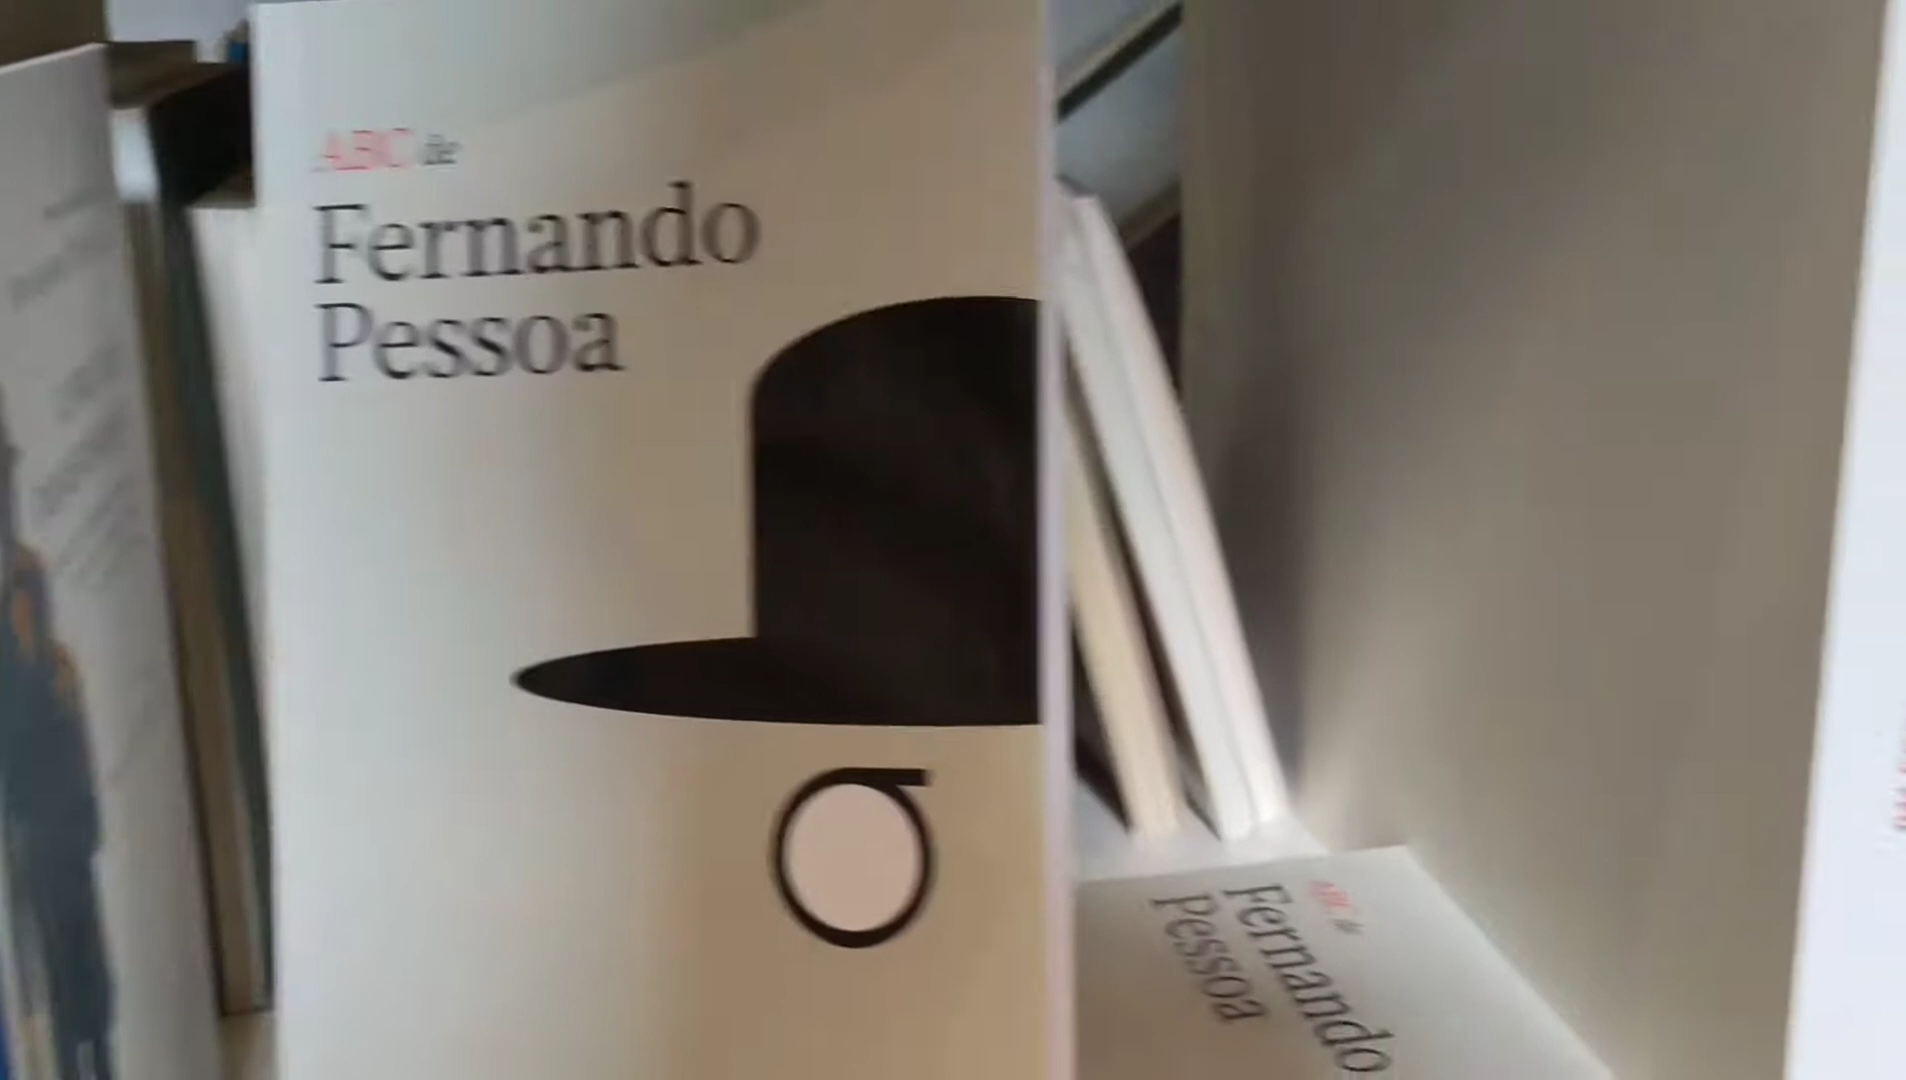 ABC de
Fernando
Pessoa
ABC de
Fernando
Pessoa